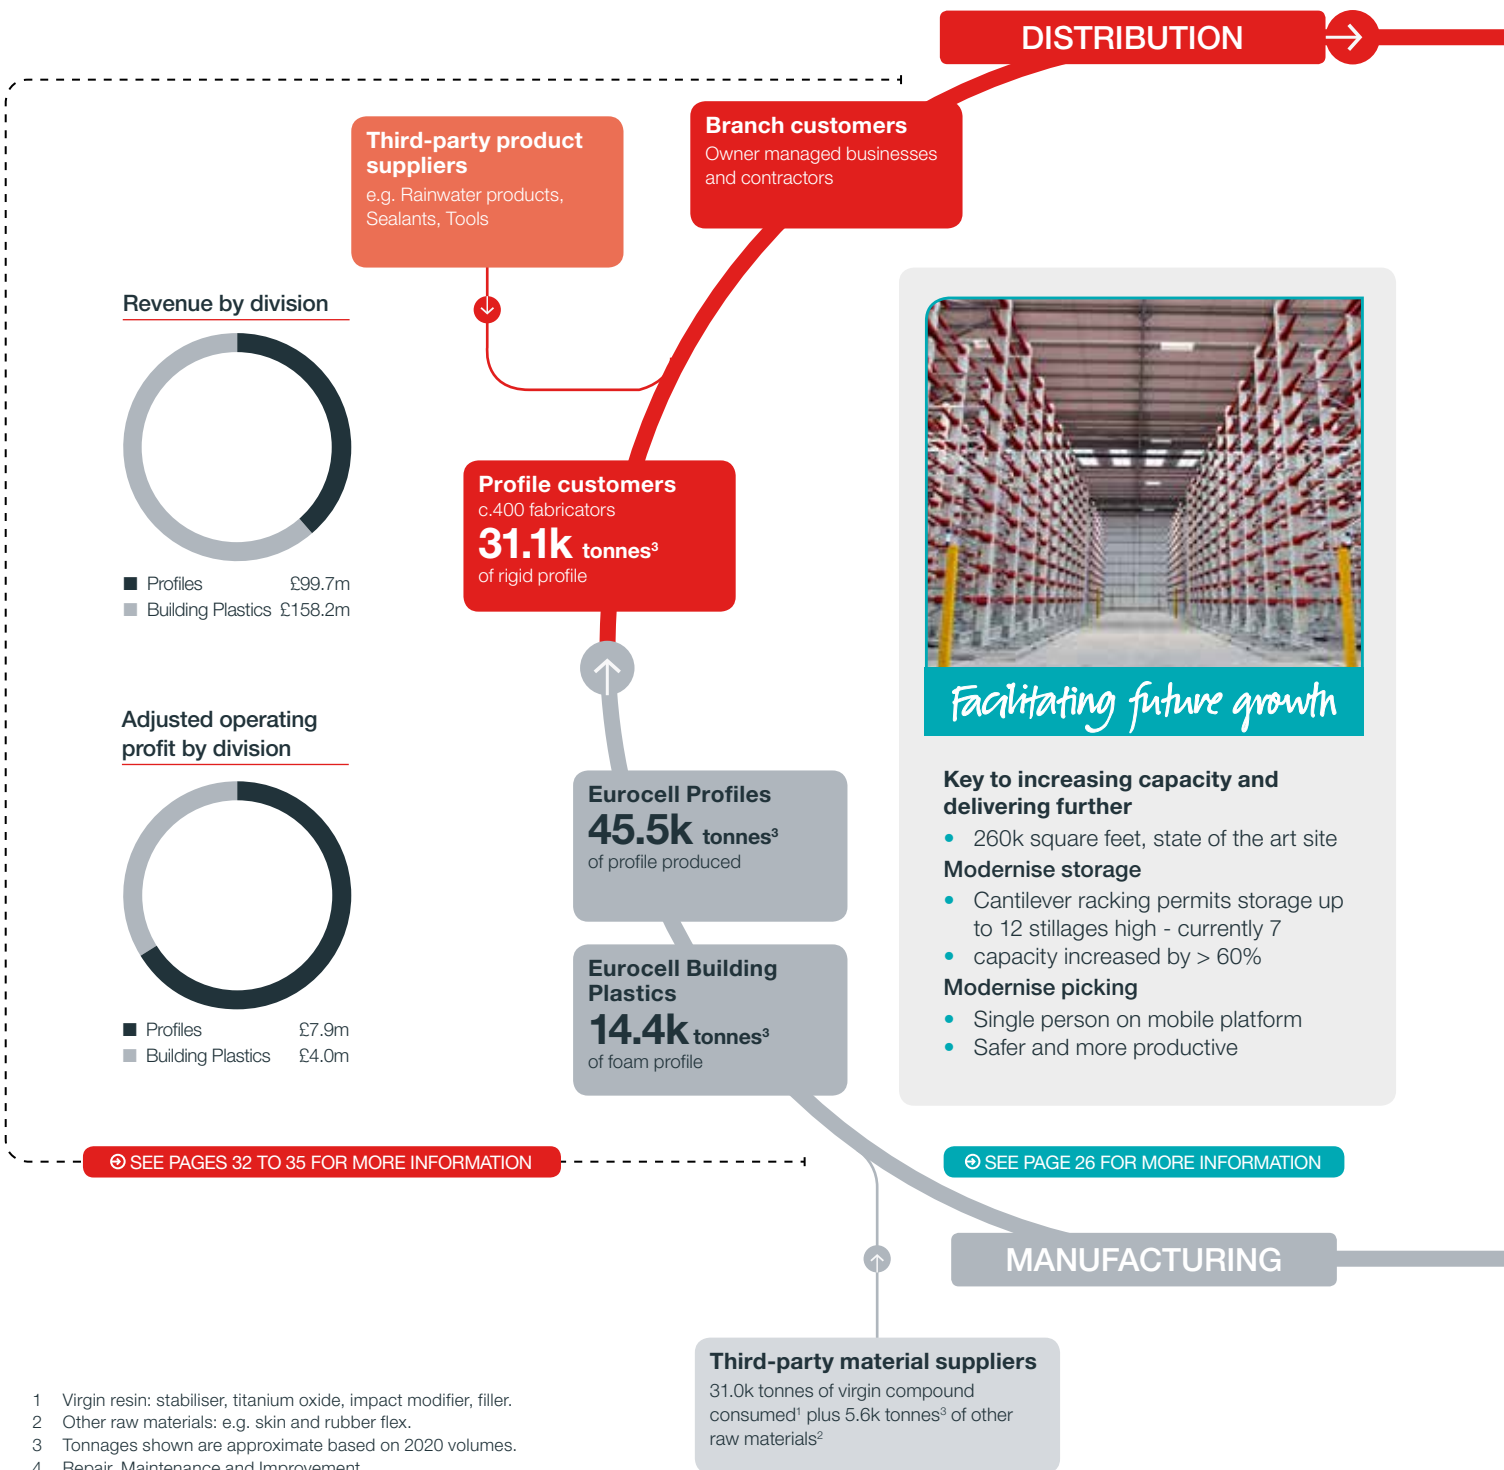 DISTRIBUTION
Branch customers
Owner managed businesses
and contractors
Third-party product
suppliers
e.g. Rainwater products,
Sealants, Tools
Revenue by division
Profiles £99.7m
Building Plastics £158.2m
Profile customers
c.400 fabricators
31.1k tonnes³
of rigid profile
Facilitating future growth
Adjusted operating
profit by division
Profiles £7.9m
Building Plastics £4.0m
Eurocell Profiles
45.5k tonnes³
of profile produced
Eurocell Building
Plastics
14.4k tonnes³
of foam profile
Key to increasing capacity and
delivering further
• 260k square feet, state of the art site
Modernise storage
• Cantilever racking permits storage up
to 12 stillages high - currently 7
• capacity increased by > 60%
Modernise picking
• Single person on mobile platform
• Safer and more productive
SEE PAGES 32 TO 35 FOR MORE INFORMATION
SEE PAGE 26 FOR MORE INFORMATION
MANUFACTURING
Third-party material suppliers
31.0k tonnes of virgin compound
consumed¹ plus 5.6k tonnes³ of other
raw materials²
1 Virgin resin: stabiliser, titanium oxide, impact modifier, filler.
2 Other raw materials: e.g. skin and rubber flex.
3 Tonnages shown are approximate based on 2020 volumes.
4 Repair, Maintenance and Improvement